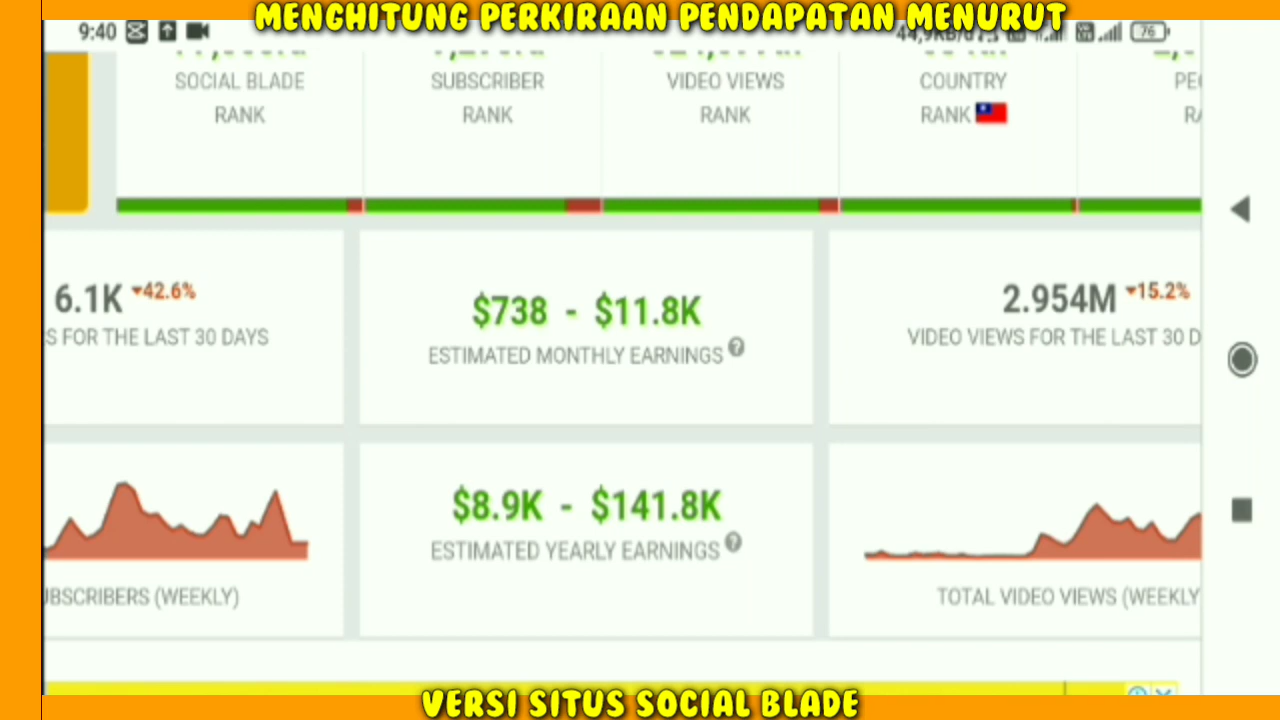 MENGHITUNG PERKIRAAN PENDAPATAN MENURUT
9:40
76
SOCIAL BLADE
RANK
SUBSCRIBER
RANK
VIDEO VIEWS
RANK
COUNTRY
RANK
6.1K 42.6%
S FOR THE LAST 30 DAYS
$738 - $11.8K
ESTIMATED MONTHLY EARNINGS ?
2.954M 15.2%
VIDEO VIEWS FOR THE LAST 30 D
$8.9K - $141.8K
ESTIMATED YEARLY EARNINGS ?
UBSCRIBERS (WEEKLY)
TOTAL VIDEO VIEWS (WEEKLY
VERSI SITUS SOCIAL BLADE